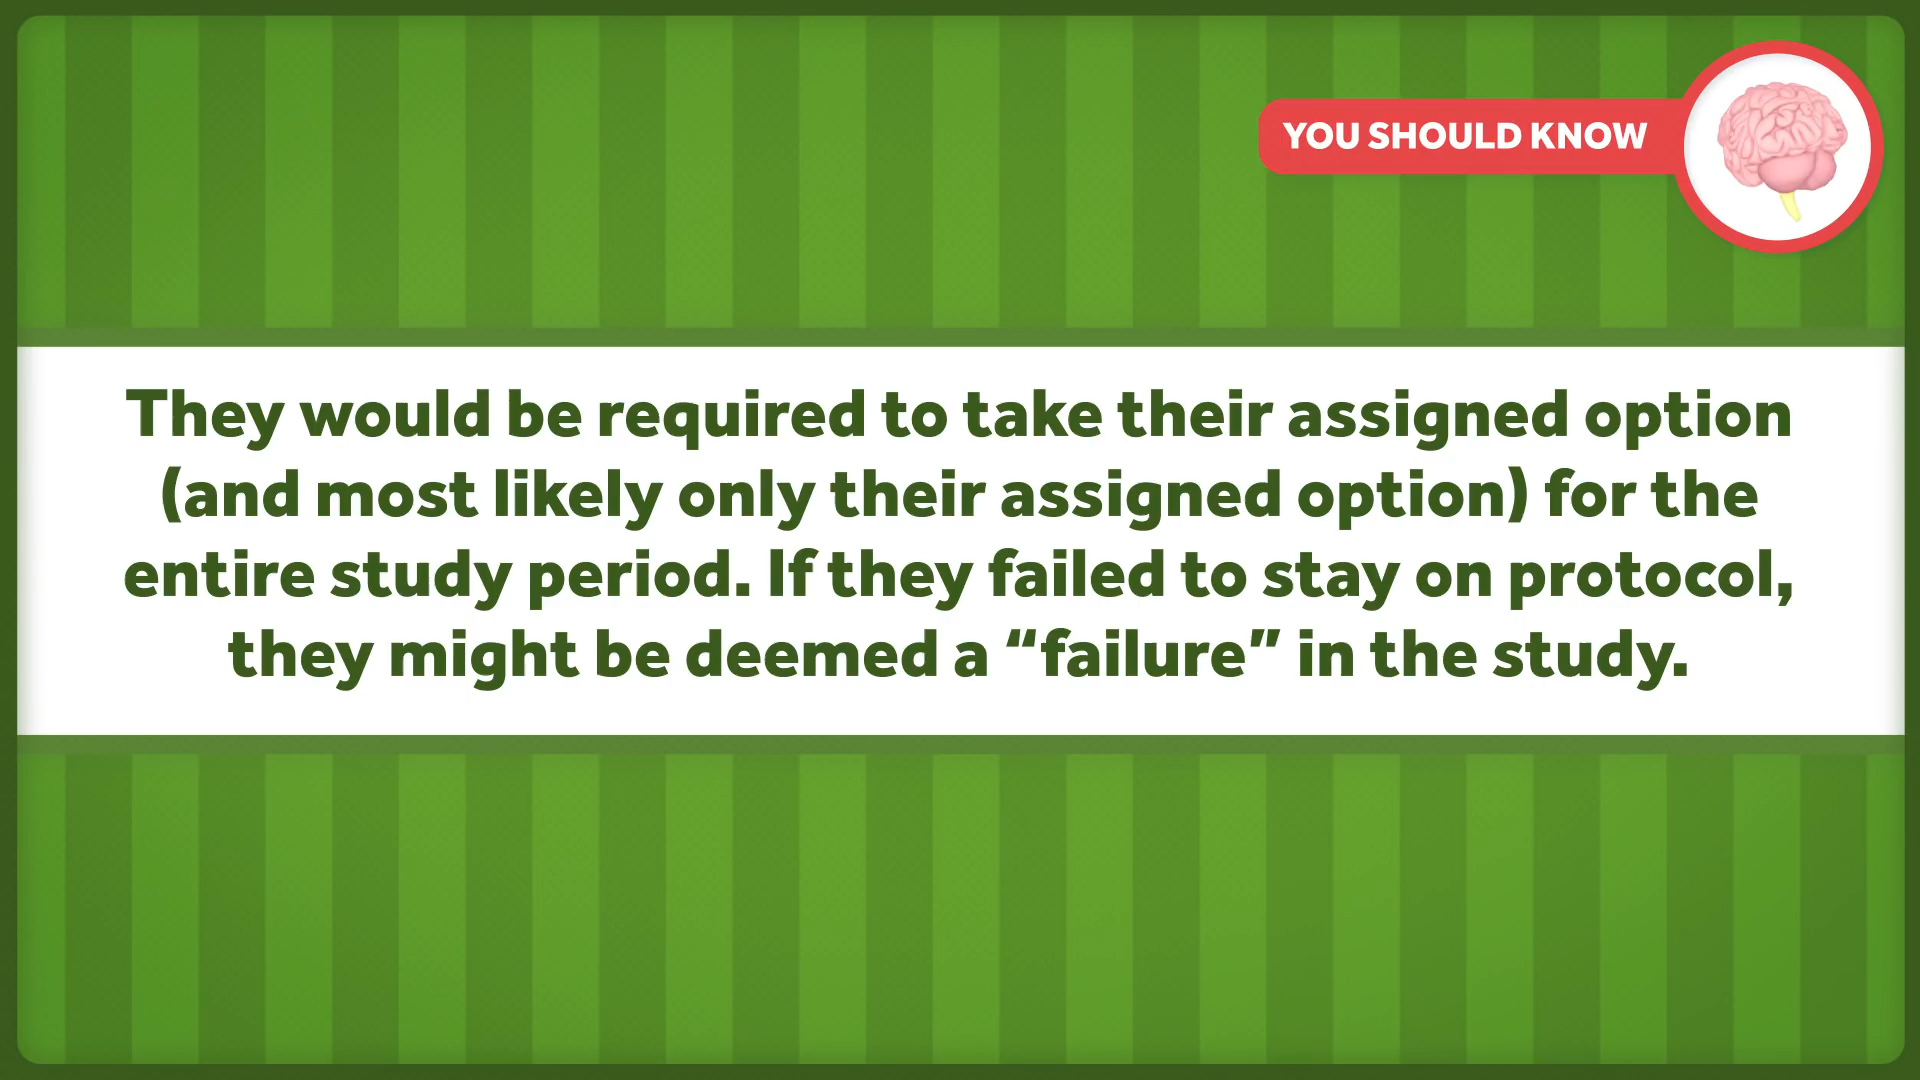 YOU SHOULD KNOW
They would be required to take their assigned option
(and most likely only their assigned option) for the
entire study period. If they failed to stay on protocol,
they might be deemed a “failure” in the study.